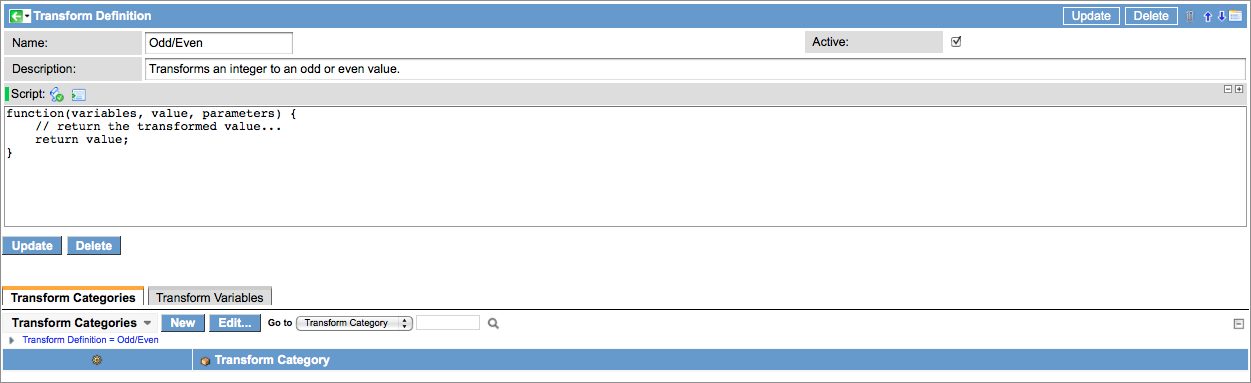 Transform Definition Update Delete
Name: Odd/Even Active:
Description: Transforms an integer to an odd or even value.
Script:
function(variables, value, parameters) {
    // return the transformed value...
    return value;
}
Update Delete
Transform Categories Transform Variables
Transform Categories New Edit... Go to Transform Category
Transform Definition = Odd/Even
Transform Category